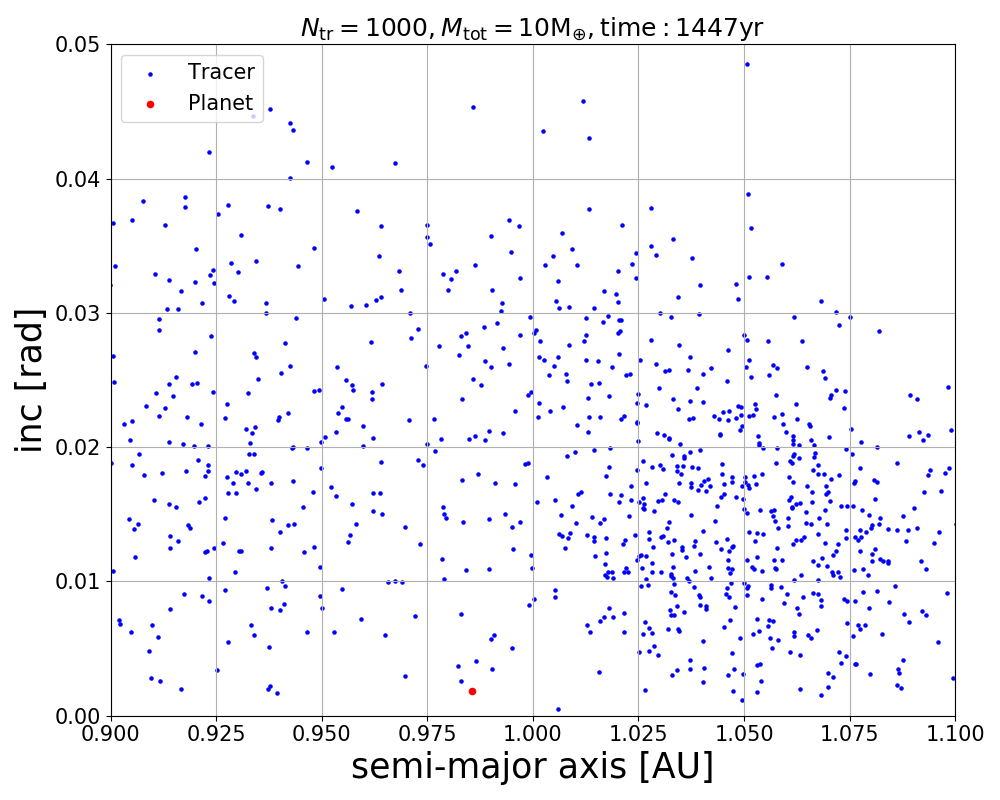 N_tr = 1000, M_tot = 10M_⊕, time : 1447yr
Tracer
Planet
0.05
0.04
0.03
0.02
0.01
0.00
inc [rad]
0.900 0.925 0.950 0.975 1.000 1.025 1.050 1.075 1.100
semi-major axis [AU]